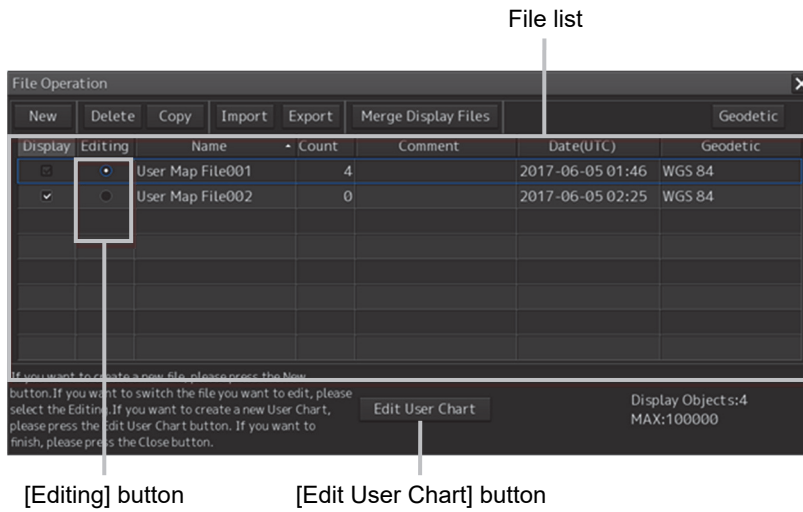 File list
File Operation
New Delete Copy Import Export Merge Display Files Geodetic
Display Editing Name Count Comment Date(UTC) Geodetic
User Map File001 4 2017-06-05 01:46 WGS 84
User Map File002 0 2017-06-05 02:25 WGS 84
If you want to create a new file, please press the New
button.If you want to switch the file you want to edit, please
select the Editing.If you want to create a new User Chart,
please press the Edit User Chart button. If you want to
finish, please press the Close button.
Edit User Chart
Display Objects:4
MAX:100000
[Editing] button [Edit User Chart] button